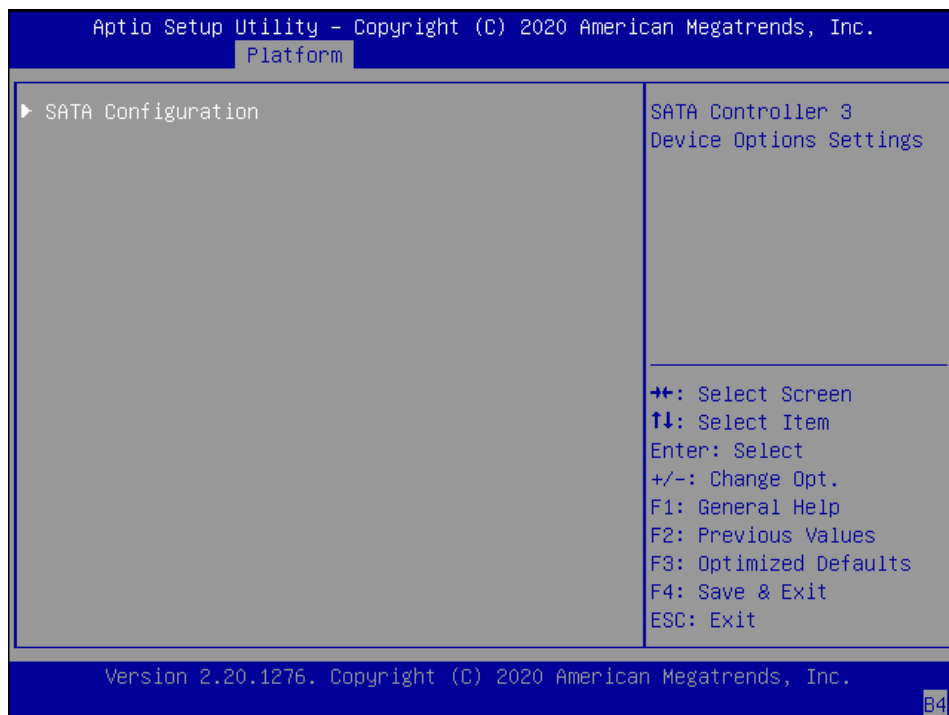 Aptio Setup Utility – Copyright (C) 2020 American Megatrends, Inc.
Platform
▶ SATA Configuration
SATA Controller 3
Device Options Settings
→←: Select Screen
↑↓: Select Item
Enter: Select
+/-: Change Opt.
F1: General Help
F2: Previous Values
F3: Optimized Defaults
F4: Save & Exit
ESC: Exit
Version 2.20.1276. Copyright (C) 2020 American Megatrends, Inc.
B4